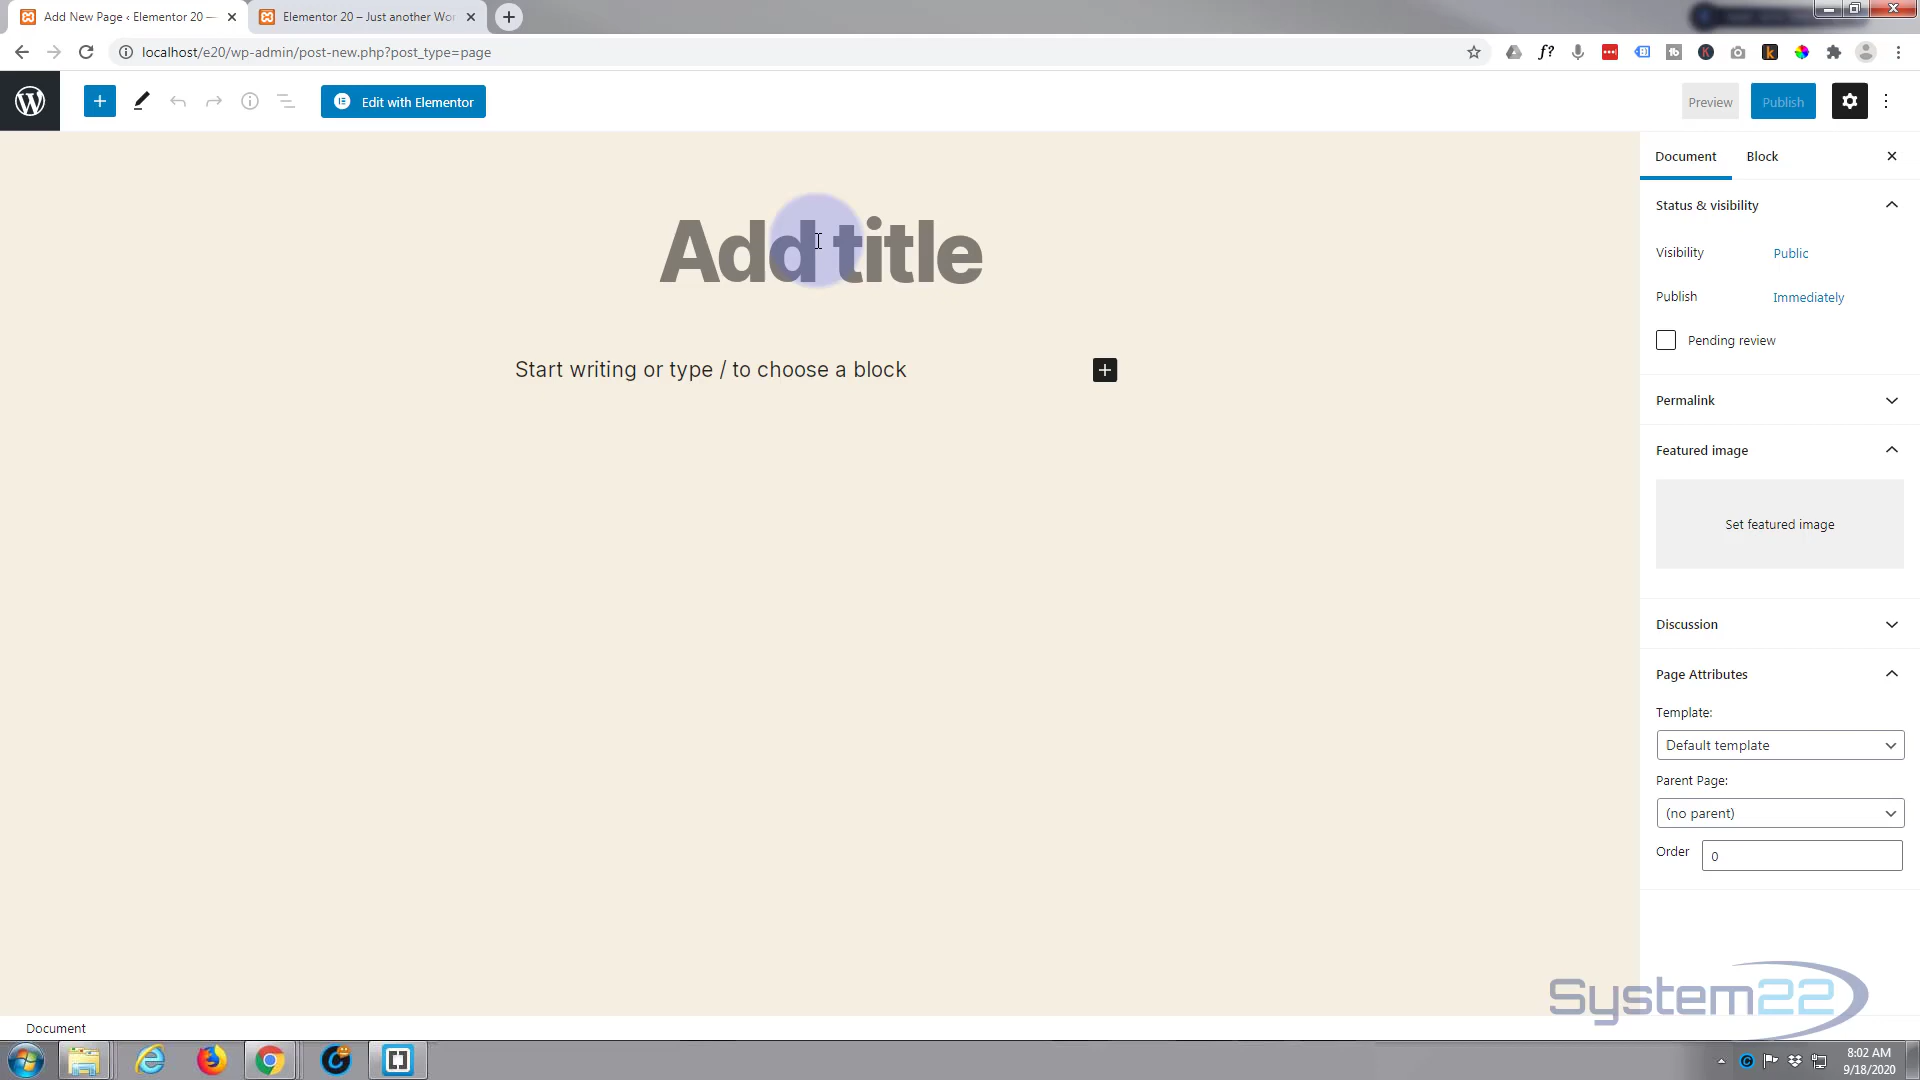 Add New Page ‹ Elementor 20 —
Elementor 20 – Just another Wor
localhost/e20/wp-admin/post-new.php?post_type=page
Edit with Elementor
Preview
Publish
Document
Block
Add title
Start writing or type / to choose a block
Status & visibility
Visibility
Public
Publish
Immediately
Pending review
Permalink
Featured image
Set featured image
Discussion
Page Attributes
Template:
Default template
Parent Page:
(no parent)
Order
0
System22
Document
8:02 AM
9/18/2020